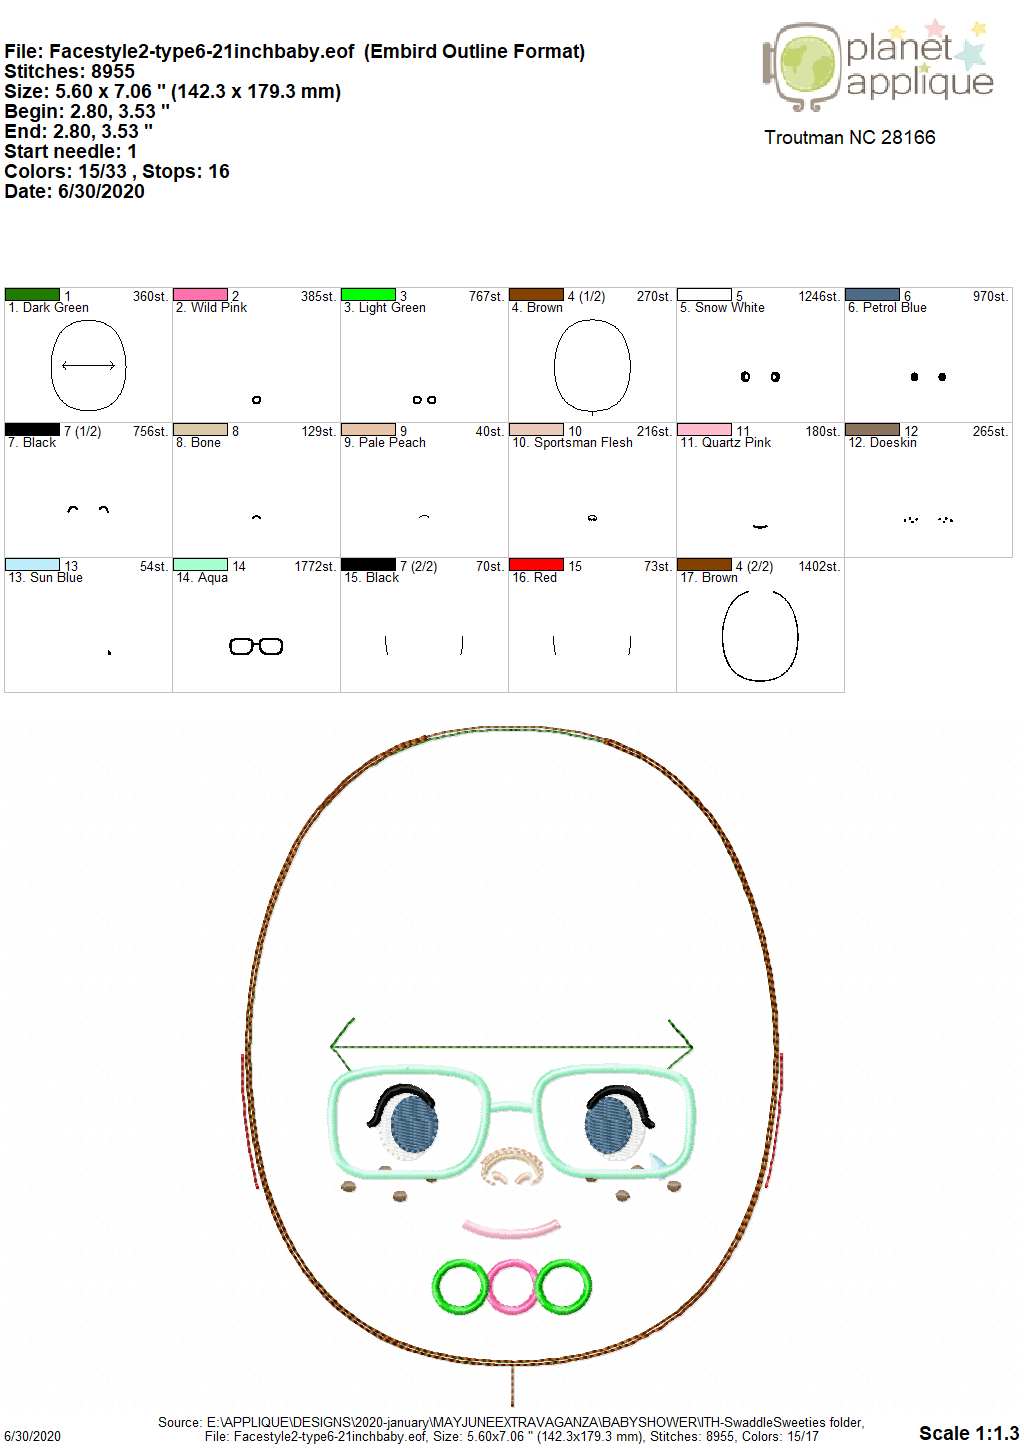 File: Facestyle2-type6-21inchbaby.eof (Embird Outline Format)
Stitches: 8955
Size: 5.60 x 7.06 " (142.3 x 179.3 mm)
Begin: 2.80, 3.53 "
End: 2.80, 3.53 "
Start needle: 1
Colors: 15/33 , Stops: 16
Date: 6/30/2020
planet
applique
Troutman NC 28166
1 360st. 2 385st. 3 767st. 4 (1/2) 270st. 5 1246st. 6 970st.
1. Dark Green 2. Wild Pink 3. Light Green 4. Brown 5. Snow White 6. Petrol Blue
7 (1/2) 756st. 8 129st. 9 40st. 10 216st. 11 180st. 12 265st.
7. Black 8. Bone 9. Pale Peach 10. Sportsman Flesh 11. Quartz Pink 12. Doeskin
13 54st. 14 1772st. 7 (2/2) 70st. 15 73st. 4 (2/2) 1402st.
13. Sun Blue 14. Aqua 15. Black 16. Red 17. Brown
Source: E:\APPLIQUE\DESIGNS\2020-january\MAYJUNEEXTRAVAGANZA\BABYSHOWER\ITH-SwaddleSweeties folder,
6/30/2020 File: Facestyle2-type6-21inchbaby.eof, Size: 5.60x7.06 " (142.3x179.3 mm), Stitches: 8955, Colors: 15/17 Scale 1:1.3